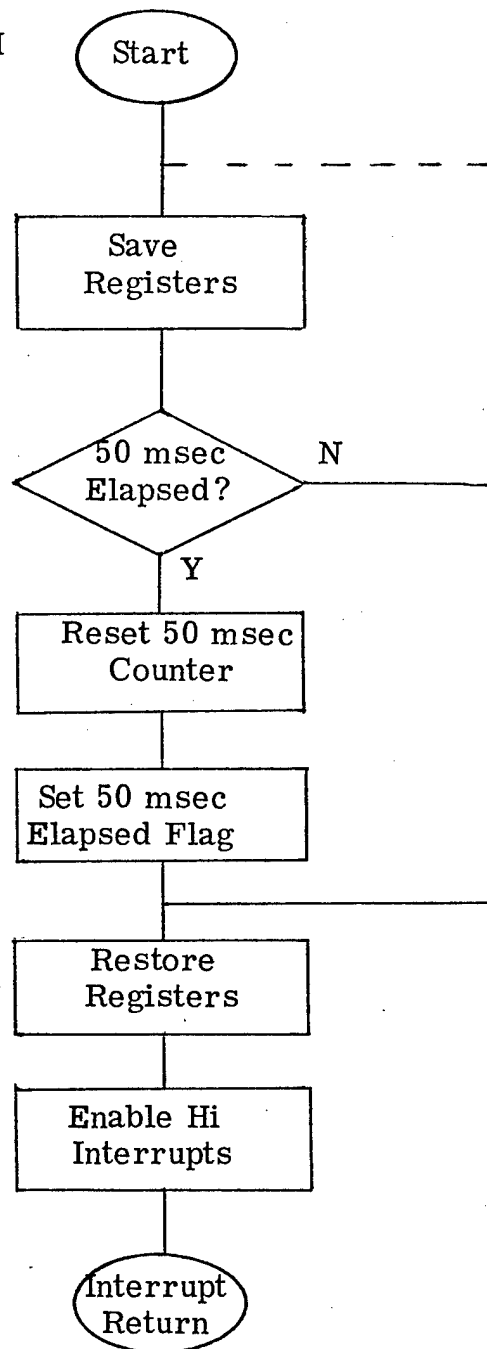 Start
Save
Registers
50 msec
Elapsed?
N
Y
Reset 50 msec
Counter
Set 50 msec
Elapsed Flag
Restore
Registers
Enable Hi
Interrupts
Interrupt
Return